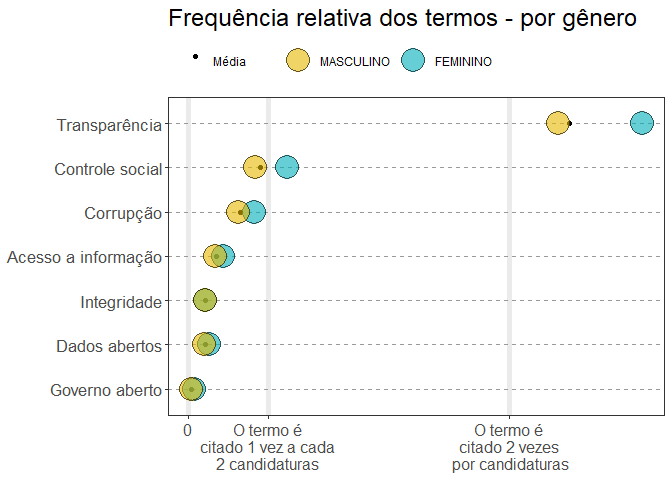 Frequência relativa dos termos - por gênero
Média MASCULINO FEMININO
Transparência
Controle social
Corrupção
Acesso a informação
Integridade
Dados abertos
Governo aberto
0
O termo é
citado 1 vez a cada
2 candidaturas
O termo é
citado 2 vezes
por candidaturas